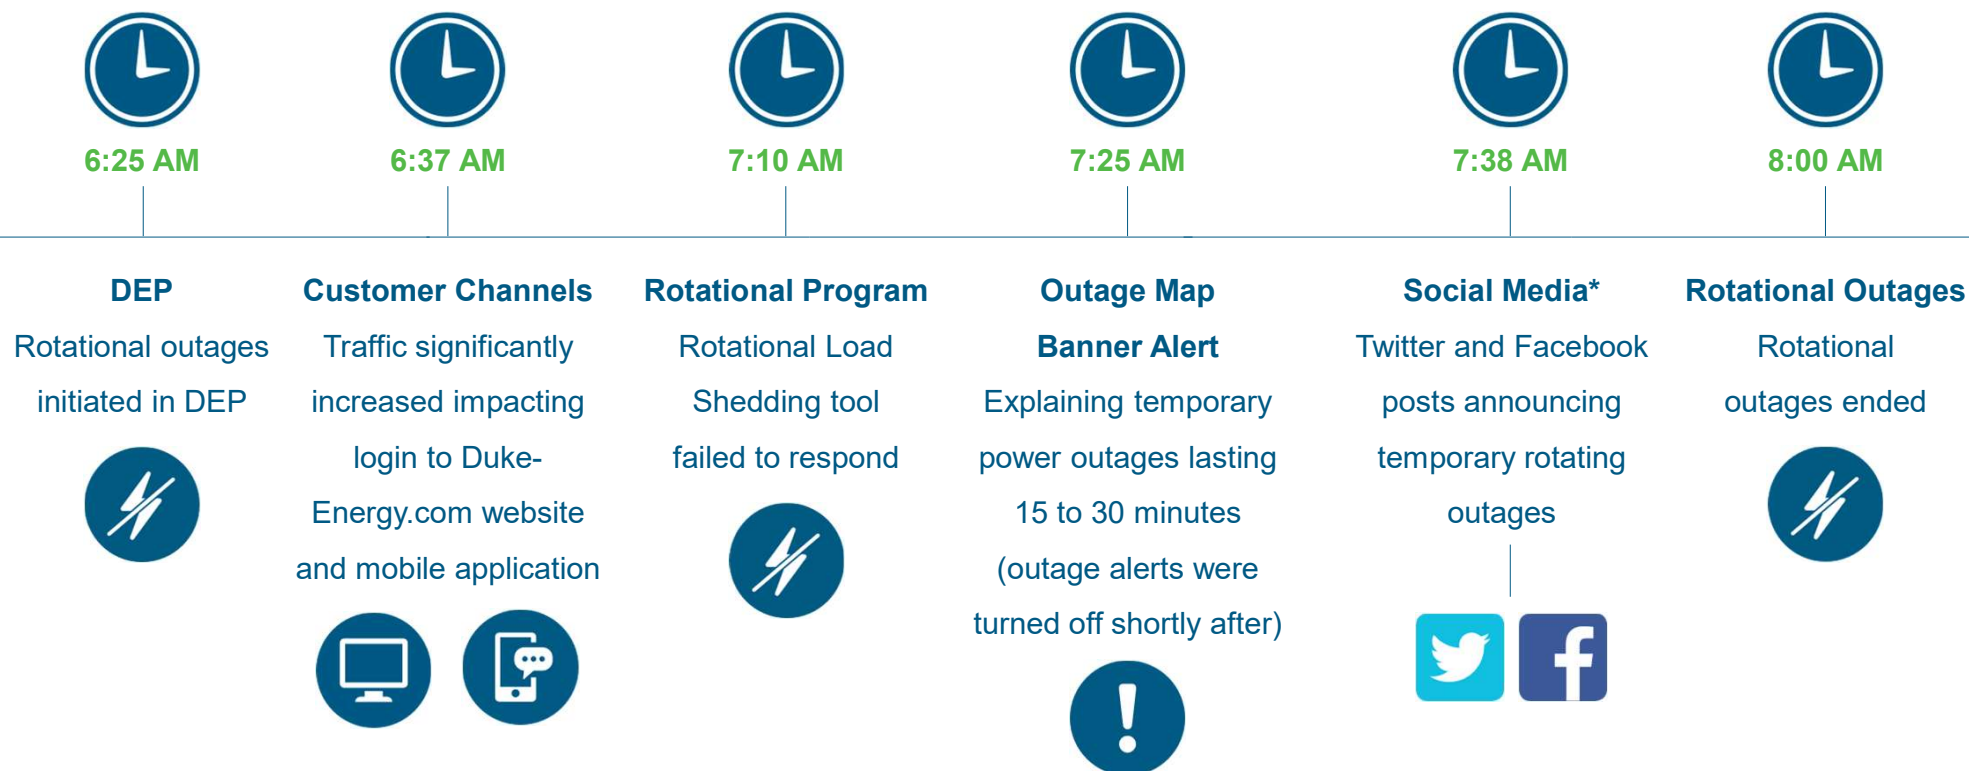 6:25 AM
6:37 AM
7:10 AM
7:25 AM
7:38 AM
8:00 AM
DEP
Rotational outages
initiated in DEP
Customer Channels
Traffic significantly
increased impacting
login to Duke-
Energy.com website
and mobile application
Rotational Program
Rotational Load
Shedding tool
failed to respond
Outage Map
Banner Alert
Explaining temporary
power outages lasting
15 to 30 minutes
(outage alerts were
turned off shortly after)
Social Media*
Twitter and Facebook
posts announcing
temporary rotating
outages
Rotational Outages
Rotational
outages ended